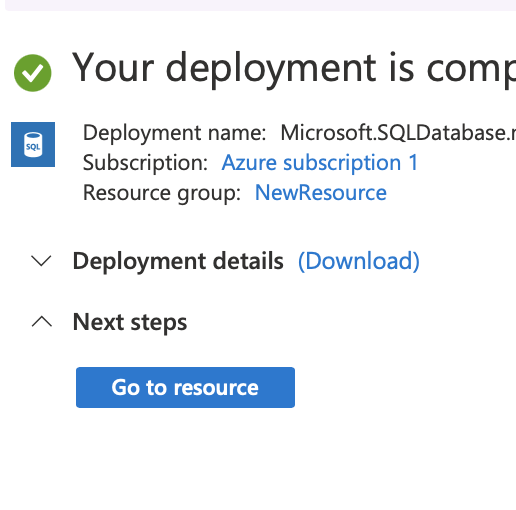 Your deployment is comp
SQL
Deployment name: Microsoft.SQLDatabase.
Subscription: Azure subscription 1
Resource group: NewResource
Deployment details (Download)
Next steps
Go to resource